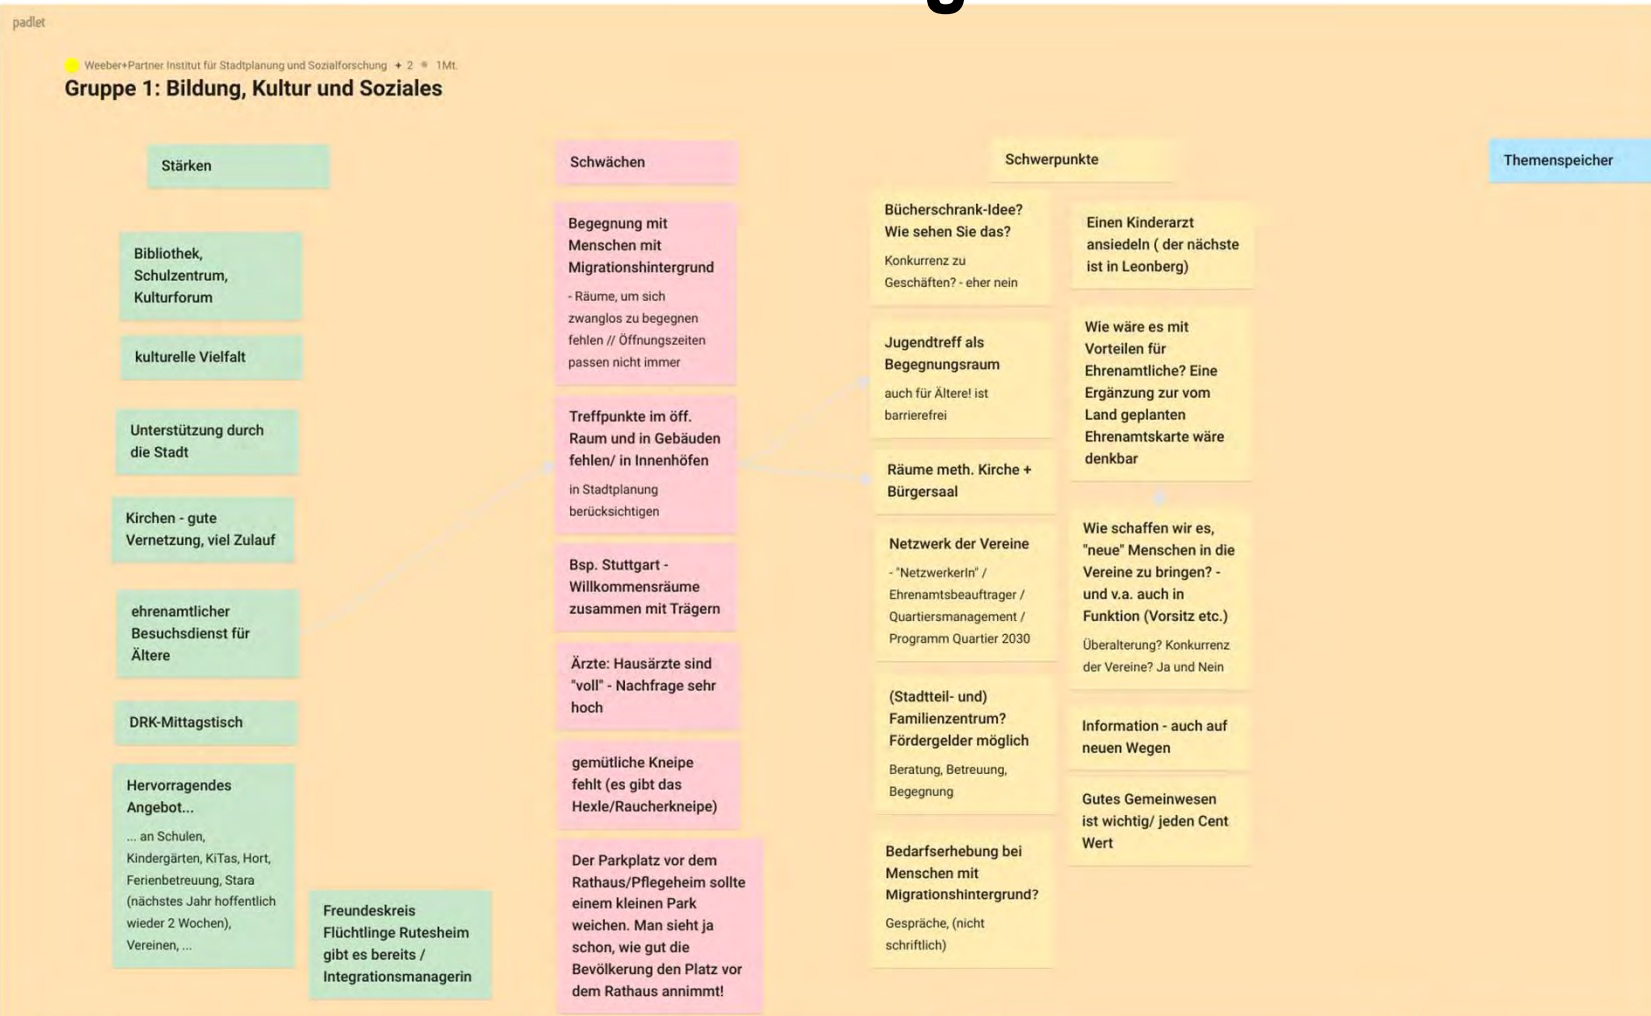 padlet
Weeber+Partner Institut für Stadtplanung und Sozialforschung + 2 1Mt.
Gruppe 1: Bildung, Kultur und Soziales
Stärken
Bibliothek,
Schulzentrum,
Kulturforum
kulturelle Vielfalt
Unterstützung durch
die Stadt
Kirchen - gute
Vernetzung, viel Zulauf
ehrenamtlicher
Besuchsdienst für
Ältere
DRK-Mittagstisch
Hervorragendes
Angebot...
... an Schulen,
Kindergärten, KiTas, Hort,
Ferienbetreuung, Stara
(nächstes Jahr hoffentlich
wieder 2 Wochen),
Vereinen, ...
Freundeskreis
Flüchtlinge Rutesheim
gibt es bereits /
Integrationsmanagerin
Schwächen
Begegnung mit
Menschen mit
Migrationshintergrund
- Räume, um sich
zwanglos zu begegnen
fehlen // Öffnungszeiten
passen nicht immer
Treffpunkte im öff.
Raum und in Gebäuden
fehlen/ in Innenhöfen
in Stadtplanung
berücksichtigen
Bsp. Stuttgart -
Willkommensräume
zusammen mit Trägern
Ärzte: Hausärzte sind
"voll" - Nachfrage sehr
hoch
gemütliche Kneipe
fehlt (es gibt das
Hexle/Raucherkneipe)
Der Parkplatz vor dem
Rathaus/Pflegeheim sollte
einem kleinen Park
weichen. Man sieht ja
schon, wie gut die
Bevölkerung den Platz vor
dem Rathaus annimmt!
Schwerpunkte
Bücherschrank-Idee?
Wie sehen Sie das?
Konkurrenz zu
Geschäften? - eher nein
Jugendtreff als
Begegnungsraum
auch für Ältere! ist
barrierefrei
Räume meth. Kirche +
Bürgersaal
Netzwerk der Vereine
- "NetzwerkerIn" /
Ehrenamtsbeauftrager /
Quartiersmanagement /
Programm Quartier 2030
(Stadtteil- und)
Familienzentrum?
Fördergelder möglich
Beratung, Betreuung,
Begegnung
Bedarfserhebung bei
Menschen mit
Migrationshintergrund?
Gespräche, (nicht
schriftlich)
Einen Kinderarzt
ansiedeln ( der nächste
ist in Leonberg)
Wie wäre es mit
Vorteilen für
Ehrenamtliche? Eine
Ergänzung zur vom
Land geplanten
Ehrenamtskarte wäre
denkbar
Wie schaffen wir es,
"neue" Menschen in die
Vereine zu bringen? -
und v.a. auch in
Funktion (Vorsitz etc.)
Überalterung? Konkurrenz
der Vereine? Ja und Nein
Information - auch auf
neuen Wegen
Gutes Gemeinwesen
ist wichtig/ jeden Cent
Wert
Themenspeicher